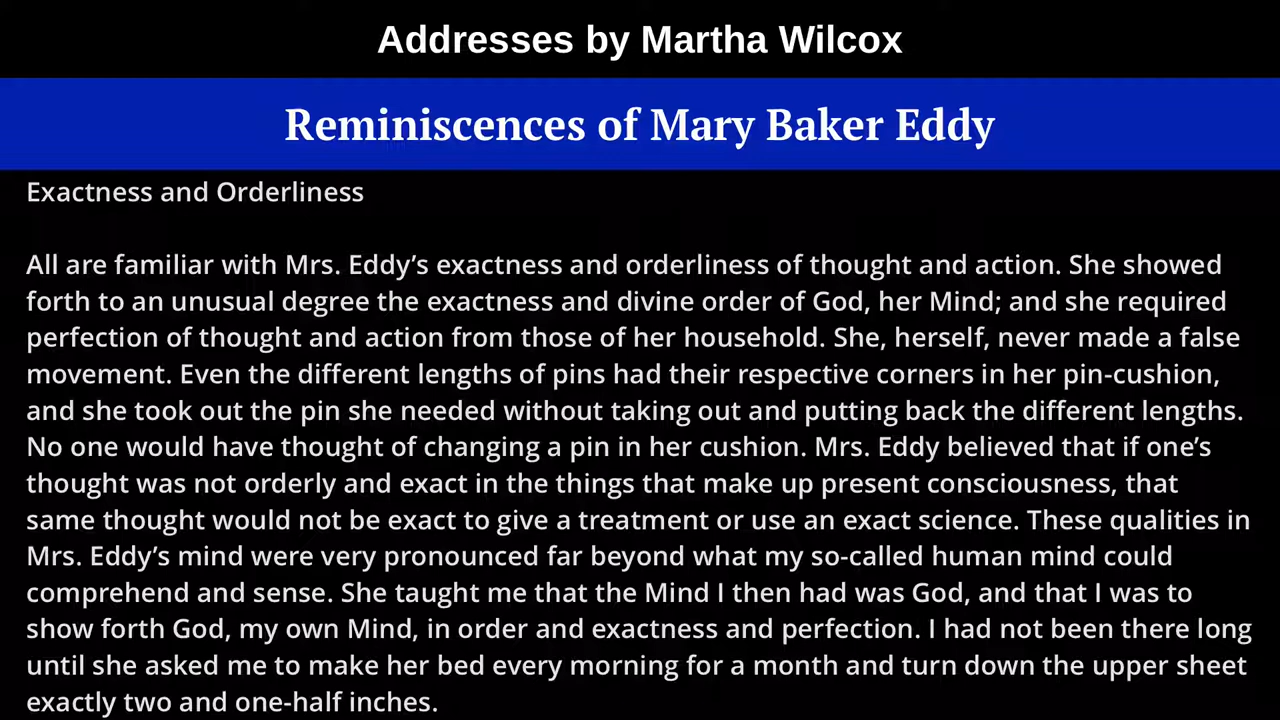 Addresses by Martha Wilcox
Reminiscences of Mary Baker Eddy
Exactness and Orderliness
All are familiar with Mrs. Eddy’s exactness and orderliness of thought and action. She showed
forth to an unusual degree the exactness and divine order of God, her Mind; and she required
perfection of thought and action from those of her household. She, herself, never made a false
movement. Even the different lengths of pins had their respective corners in her pin-cushion,
and she took out the pin she needed without taking out and putting back the different lengths.
No one would have thought of changing a pin in her cushion. Mrs. Eddy believed that if one’s
thought was not orderly and exact in the things that make up present consciousness, that
same thought would not be exact to give a treatment or use an exact science. These qualities in
Mrs. Eddy’s mind were very pronounced far beyond what my so-called human mind could
comprehend and sense. She taught me that the Mind I then had was God, and that I was to
show forth God, my own Mind, in order and exactness and perfection. I had not been there long
until she asked me to make her bed every morning for a month and turn down the upper sheet
exactly two and one-half inches.